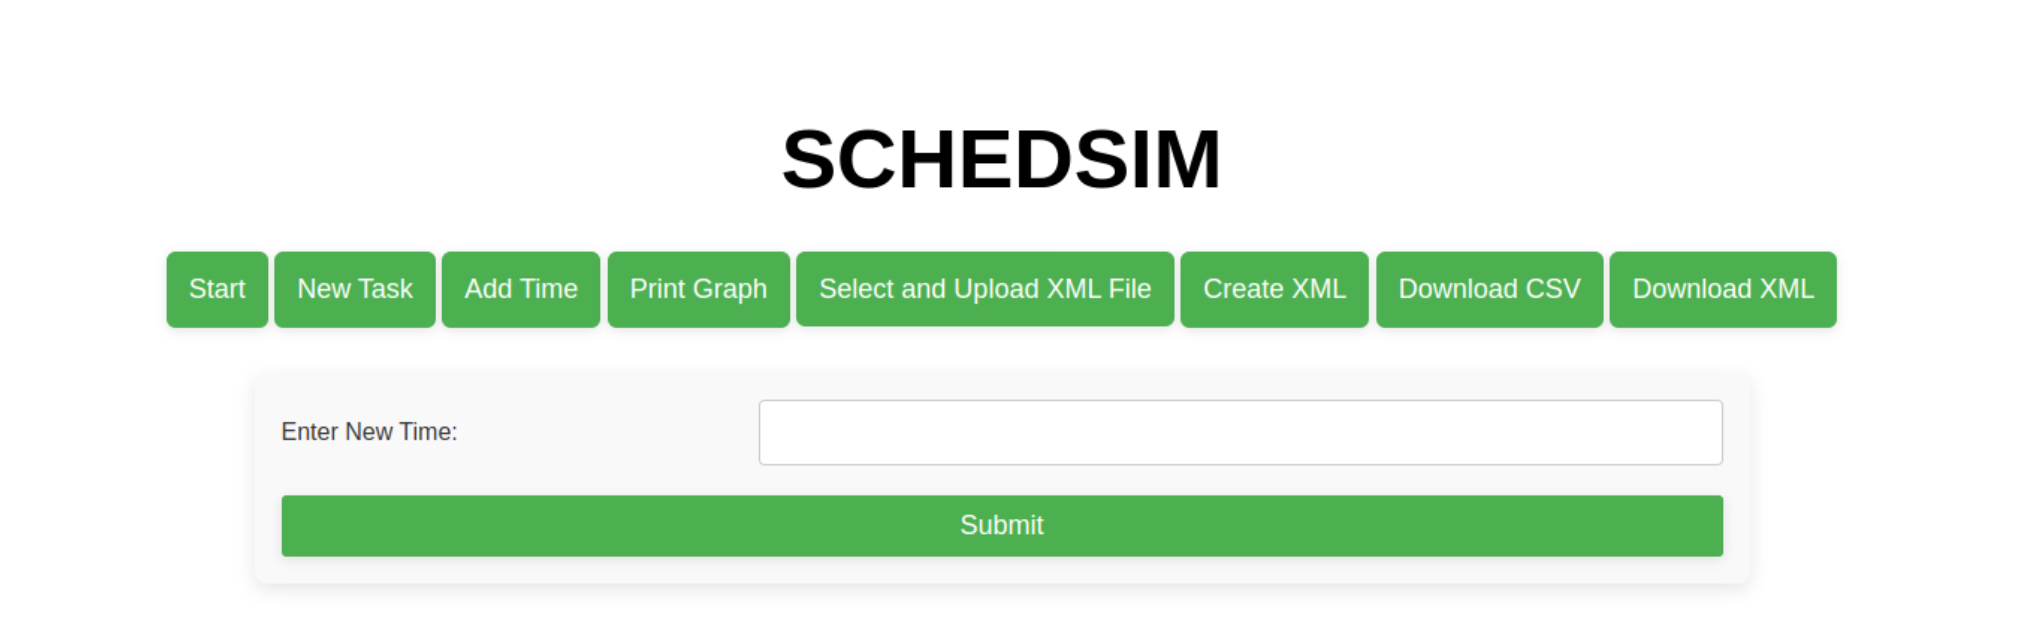 SCHEDSIM
Start New Task Add Time Print Graph Select and Upload XML File Create XML Download CSV Download XML
Enter New Time:
Submit